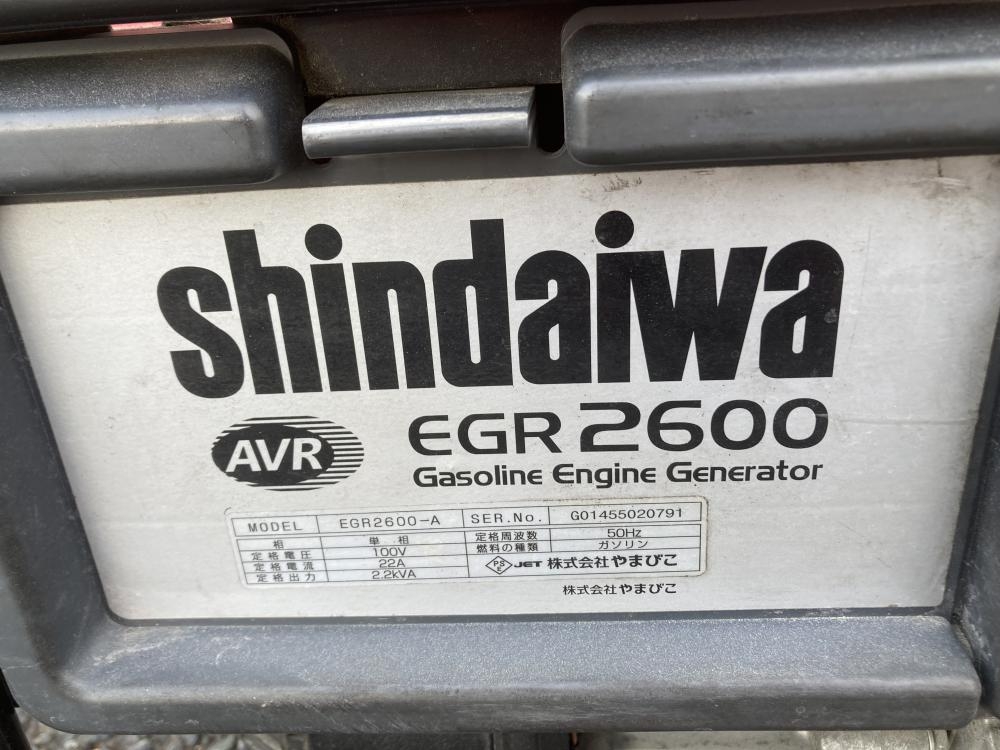 shindaiwa
AVR
EGR 2600
Gasoline Engine Generator
MODEL EGR2600-A SER.No. G01455020791
相 単相 定格周波数 50Hz
定格電圧 100V 燃料の種類 ガソリン
定格電流 22A PSE JET 株式会社やまびこ
定格出力 2.2kVA
株式会社やまびこ